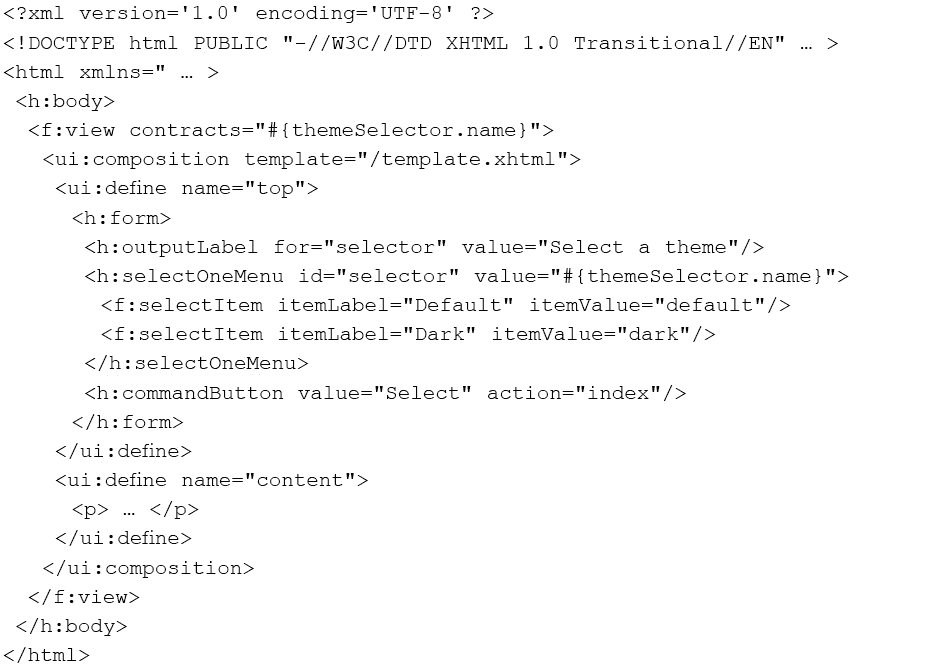 <?xml version='1.0' encoding='UTF-8' ?>
<!DOCTYPE html PUBLIC "-//W3C//DTD XHTML 1.0 Transitional//EN" … >
<html xmlns=" … >
<h:body>
<f:view contracts="#{themeSelector.name}">
<ui:composition template="/template.xhtml">
<ui:define name="top">
<h:form>
<h:outputLabel for="selector" value="Select a theme"/>
<h:selectOneMenu id="selector" value="#{themeSelector.name}">
<f:selectItem itemLabel="Default" itemValue="default"/>
<f:selectItem itemLabel="Dark" itemValue="dark"/>
</h:selectOneMenu>
<h:commandButton value="Select" action="index"/>
</h:form>
</ui:define>
<ui:define name="content">
<p> … </p>
</ui:define>
</ui:composition>
</f:view>
</h:body>
</html>